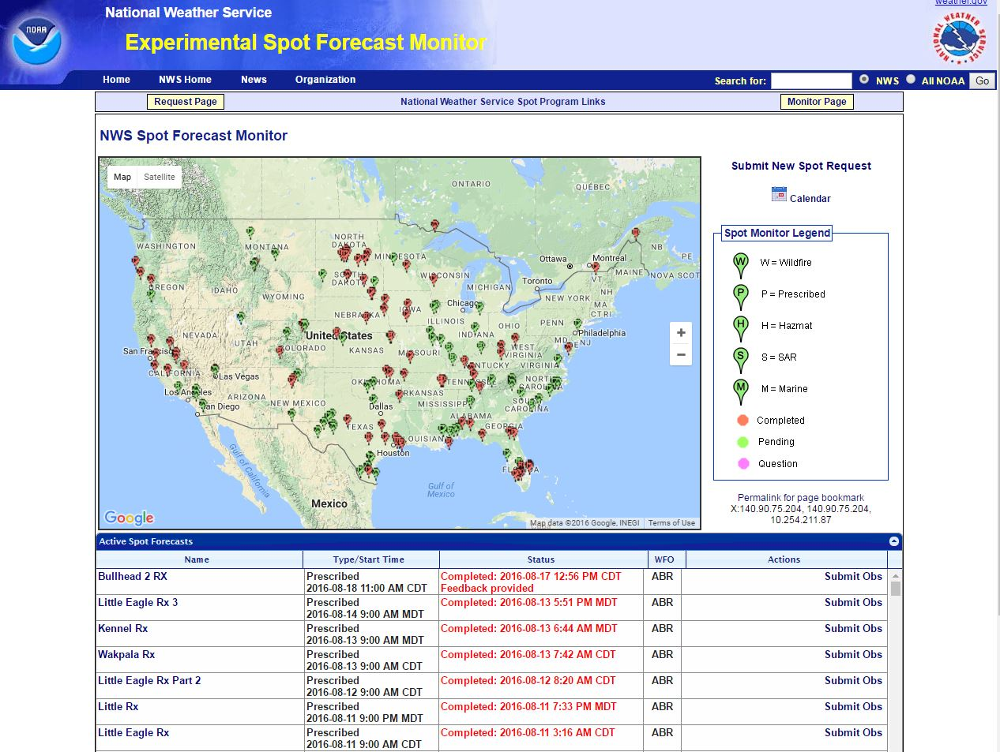 weather.gov
National Weather Service
NOAA
Experimental Spot Forecast Monitor
NATIONAL WEATHER SERVICE
Home NWS Home News Organization Search for: NWS All NOAA Go
Request Page National Weather Service Spot Program Links Monitor Page
NWS Spot Forecast Monitor
Map Satellite
ONTARIO
QUÉBEC
WASHINGTON
MONTANA
NORTH
DAKOTA
MINNESOTA
Ottawa
Montreal
NB
PE
MAINE
NOVA SCOT
VT
OREGON
IDAHO
WYOMING
SOUTH
DAKOTA
WISCONSIN
MICHIGAN
Toronto
NEW YORK
NH
MA
CT RI
NEBRASKA
IOWA
Chicago
ILLINOIS
INDIANA
OHIO
PENN
Philadelphia
MD
DE NJ
NEVADA
UTAH
COLORADO
United States
KANSAS
MISSOURI
WEST
VIRGINIA
KENTUCKY
VIRGINIA
San Francisco
CALIFORNIA
Las Vegas
Los Angeles
San Diego
ARIZONA
NEW MEXICO
OKLAHOMA
ARKANSAS
TENNESSEE
NORTH
CAROLINA
SOUTH
CAROLINA
MISSISSIPPI
ALABAMA
GEORGIA
Dallas
TEXAS
LOUISIANA
Houston
FLORIDA
Gulf of California
Gulf of
Mexico
Mexico
Cuba
Google
Map data ©2016 Google, INEGI Terms of Use
Submit New Spot Request
Calendar
Spot Monitor Legend
W W = Wildfire
P P = Prescribed
H H = Hazmat
S S = SAR
M M = Marine
Completed
Pending
Question
Permalink for page bookmark
X:140.90.75.204, 140.90.75.204,
10.254.211.87
Active Spot Forecasts
Name Type/Start Time Status WFO Actions
Bullhead 2 RX Prescribed Completed: 2016-08-17 12:56 PM CDT ABR Submit Obs
2016-08-18 11:00 AM CDT Feedback provided
Little Eagle Rx 3 Prescribed Completed: 2016-08-13 5:51 PM MDT ABR Submit Obs
2016-08-14 9:00 AM MDT
Kennel Rx Prescribed Completed: 2016-08-13 6:44 AM MDT ABR Submit Obs
2016-08-13 9:00 AM MDT
Wakpala Rx Prescribed Completed: 2016-08-13 7:42 AM CDT ABR Submit Obs
2016-08-13 9:00 AM CDT
Little Eagle Rx Part 2 Prescribed Completed: 2016-08-12 8:20 AM CDT ABR Submit Obs
2016-08-12 9:00 AM CDT
Little Rx Prescribed Completed: 2016-08-11 7:33 PM MDT ABR Submit Obs
2016-08-11 9:00 PM MDT
Little Eagle Rx Prescribed Completed: 2016-08-11 3:16 AM CDT ABR Submit Obs
2016-08-11 9:00 AM CDT